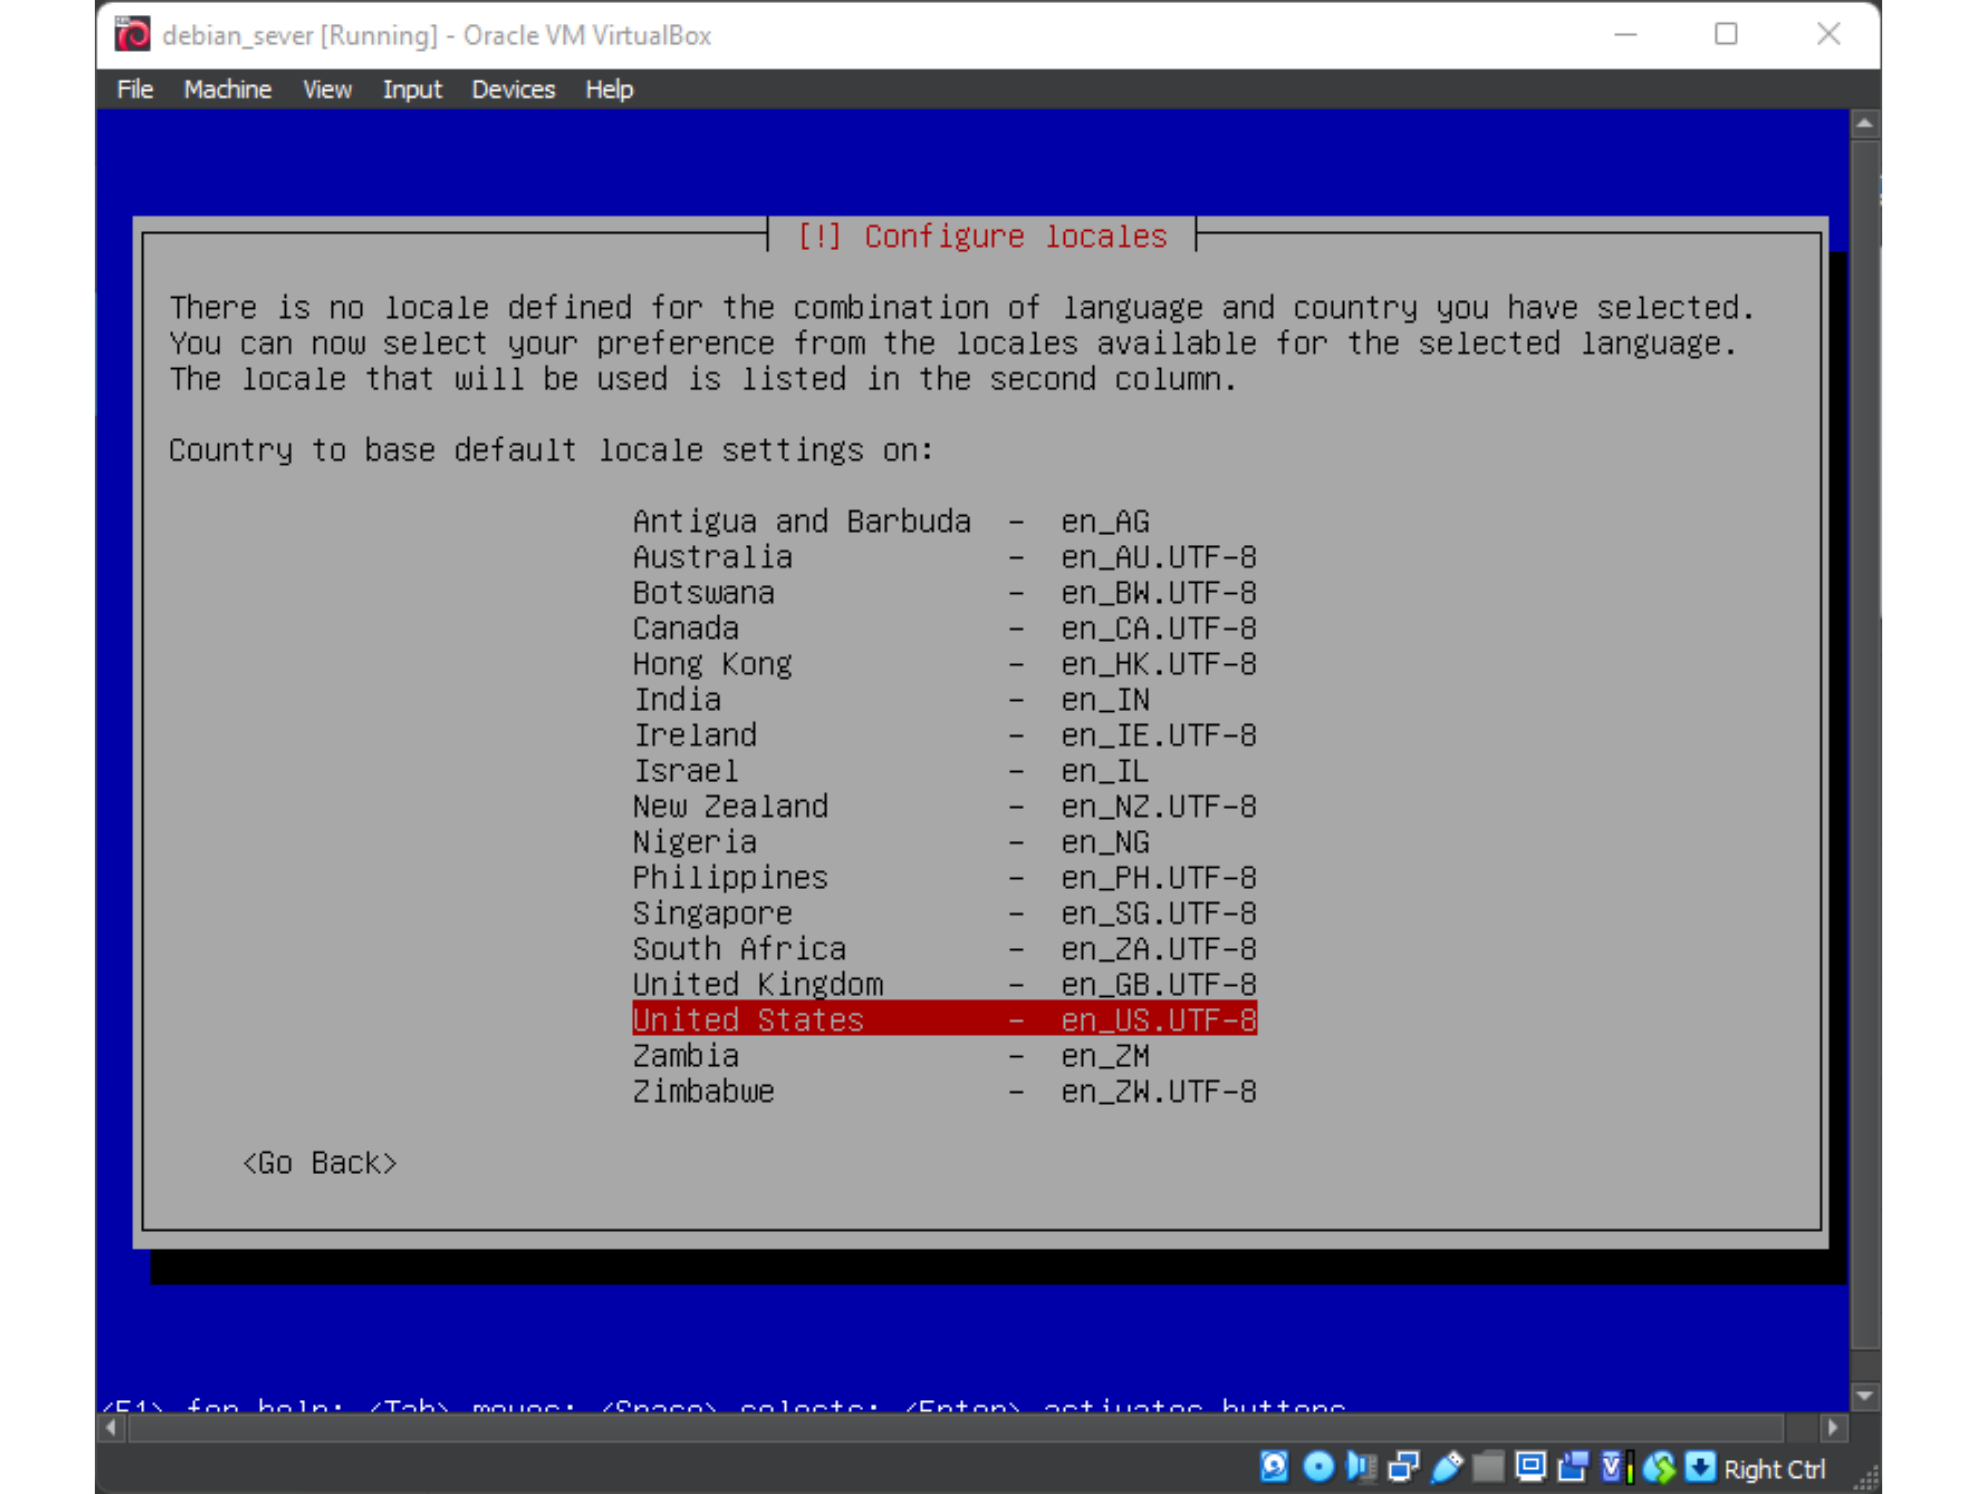 debian_sever [Running] - Oracle VM VirtualBox
File Machine View Input Devices Help
[!] Configure locales
There is no locale defined for the combination of language and country you have selected.
You can now select your preference from the locales available for the selected language.
The locale that will be used is listed in the second column.
Country to base default locale settings on:
Antigua and Barbuda - en_AG
Australia - en_AU.UTF-8
Botswana - en_BW.UTF-8
Canada - en_CA.UTF-8
Hong Kong - en_HK.UTF-8
India - en_IN
Ireland - en_IE.UTF-8
Israel - en_IL
New Zealand - en_NZ.UTF-8
Nigeria - en_NG
Philippines - en_PH.UTF-8
Singapore - en_SG.UTF-8
South Africa - en_ZA.UTF-8
United Kingdom - en_GB.UTF-8
United States - en_US.UTF-8
Zambia - en_ZM
Zimbabwe - en_ZW.UTF-8
<Go Back>
<F1> for help; <Tab> moves; <Space> selects; <Enter> activates buttons
Right Ctrl